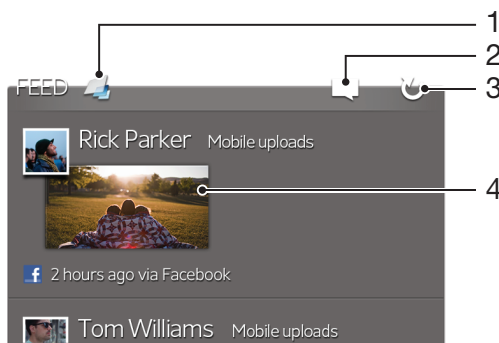 1
2
FEED
3
Rick Parker Mobile uploads
4
f 2 hours ago via Facebook
Tom Williams Mobile uploads